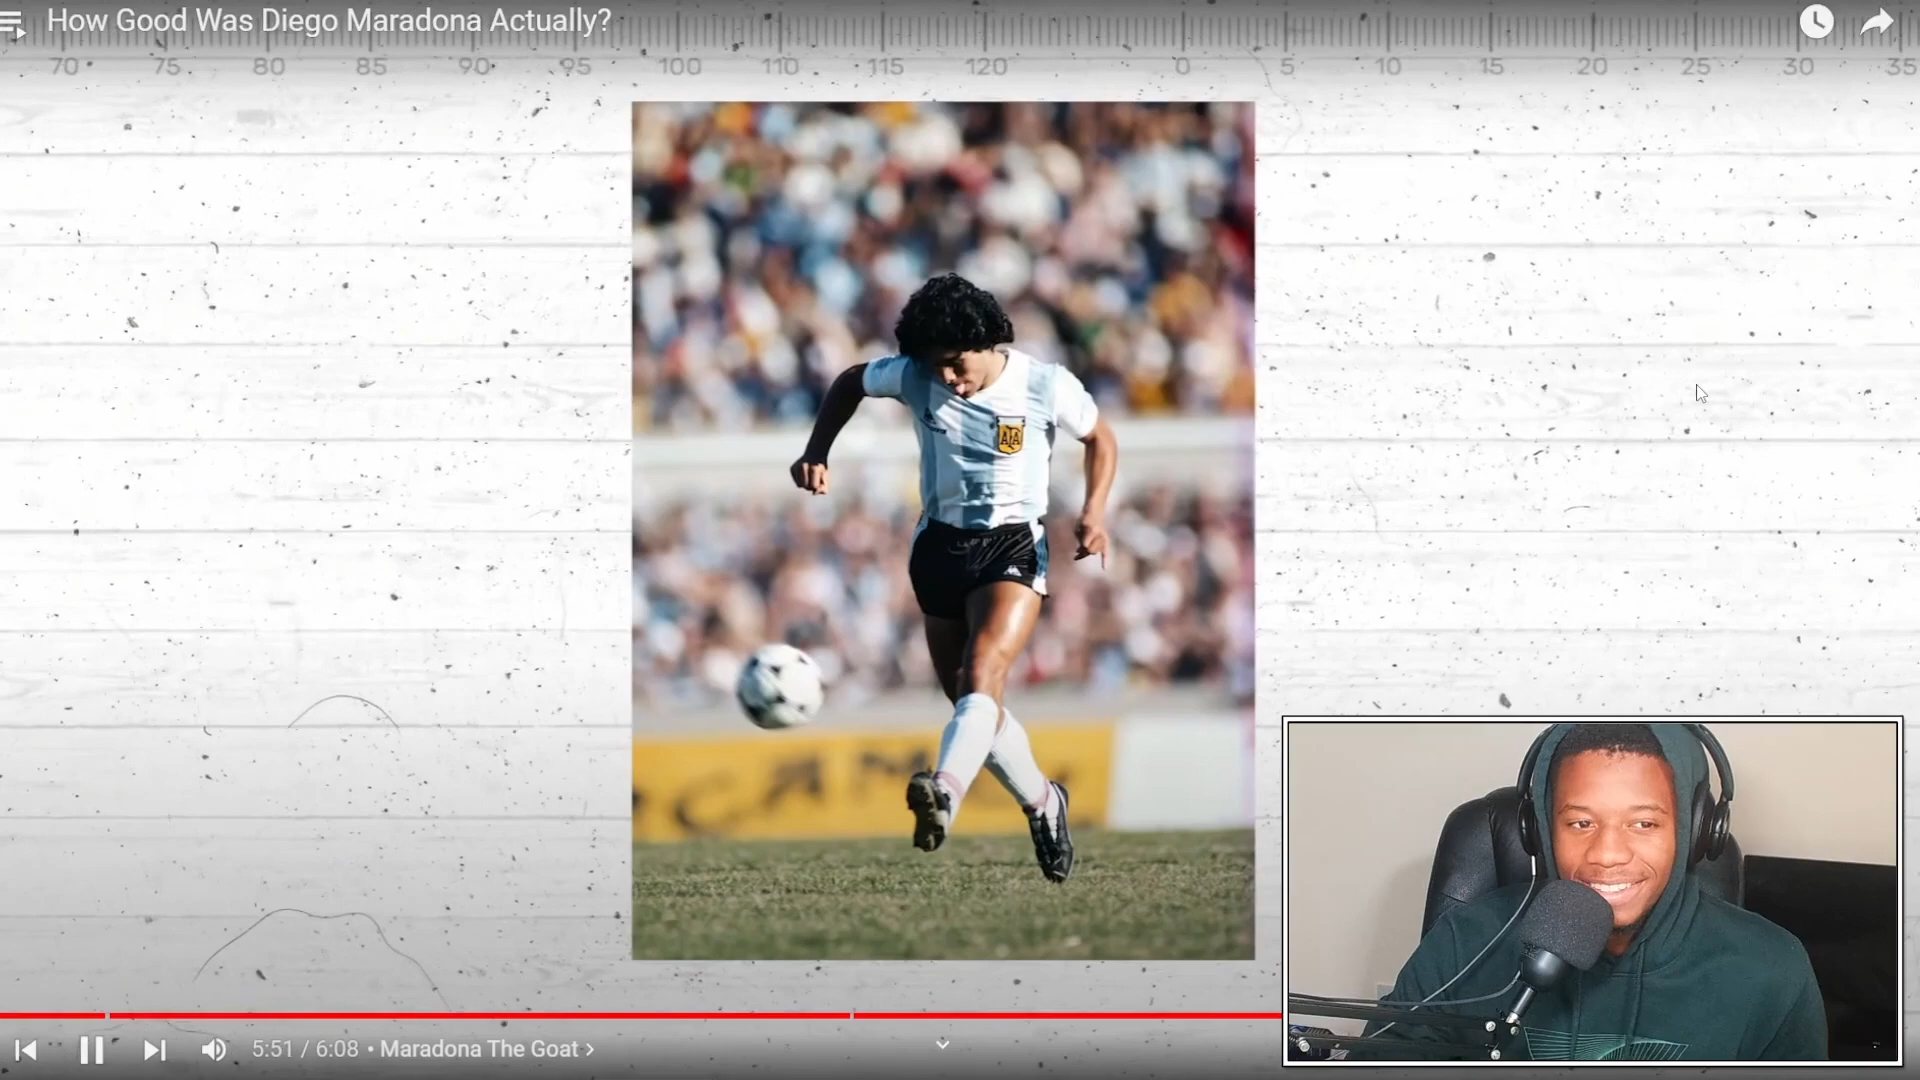 How Good Was Diego Maradona Actually?
70 75 80 85 90 95 100 110 115 120 0 5 10 15 20 25 30 35
AFA
CAN
5:51 / 6:08 • Maradona The Goat ›